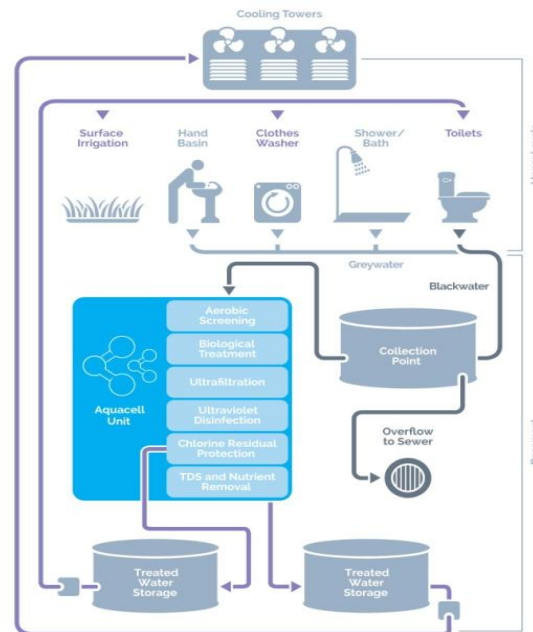 Cooling Towers
Surface
Irrigation
Hand
Basin
Clothes
Washer
Shower/
Bath
Toilets
Greywater
Blackwater
Aerobic
Screening
Biological
Treatment
Ultrafiltration
Ultraviolet
Disinfection
Chlorine Residual
Protection
TDS and Nutrient
Removal
Aquacell
Unit
Collection
Point
Overflow
to Sewer
Treated
Water
Storage
Treated
Water
Storage